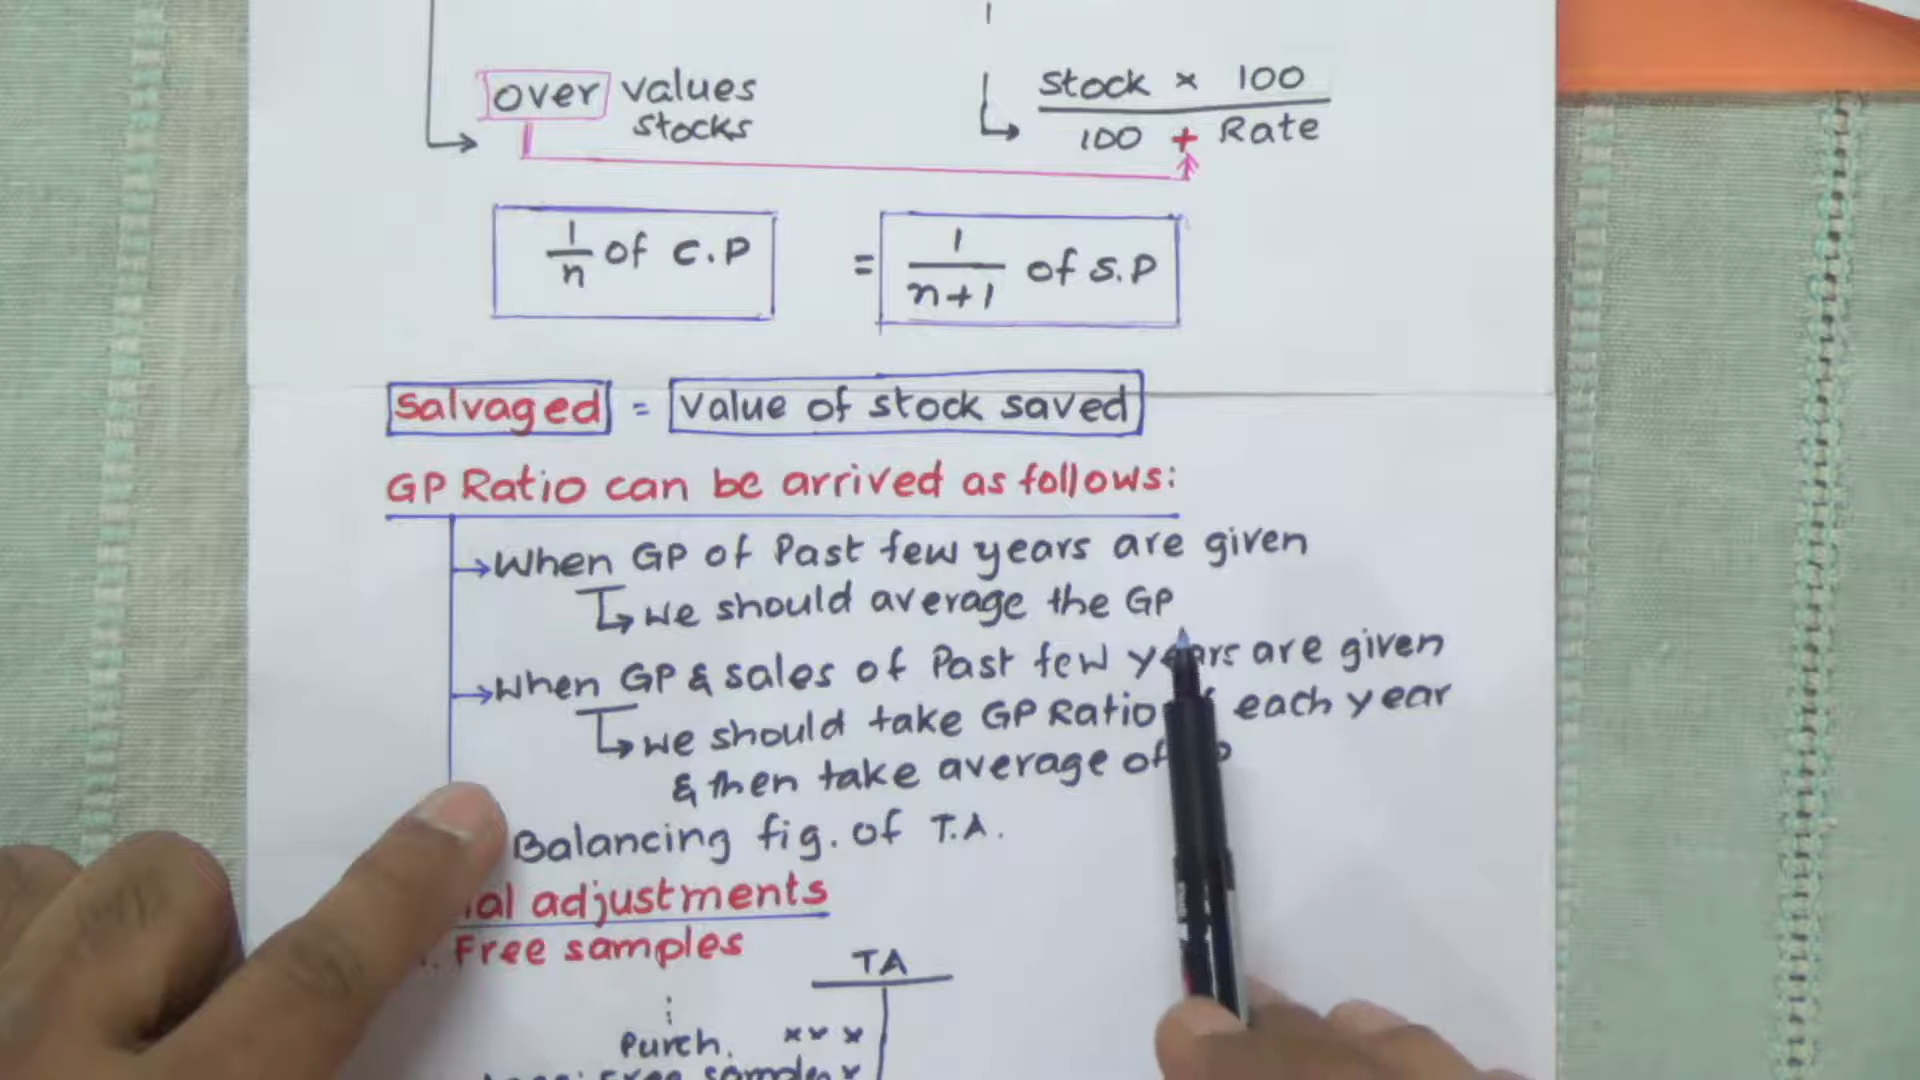 over values
stocks
Stock × 100
100 + Rate
1/n of C.P = 1/n+1 of S.P
Salvaged = Value of stock saved
GP Ratio can be arrived as follows:
→ When GP of Past few years are given
↳ we should average the GP
→ When GP & sales of Past few years are given
↳ we should take GP Ratio each year
& then take average of
Balancing fig. of T.A.
adjustments
Free samples
TA
Purch. × × ×
Free samples ×